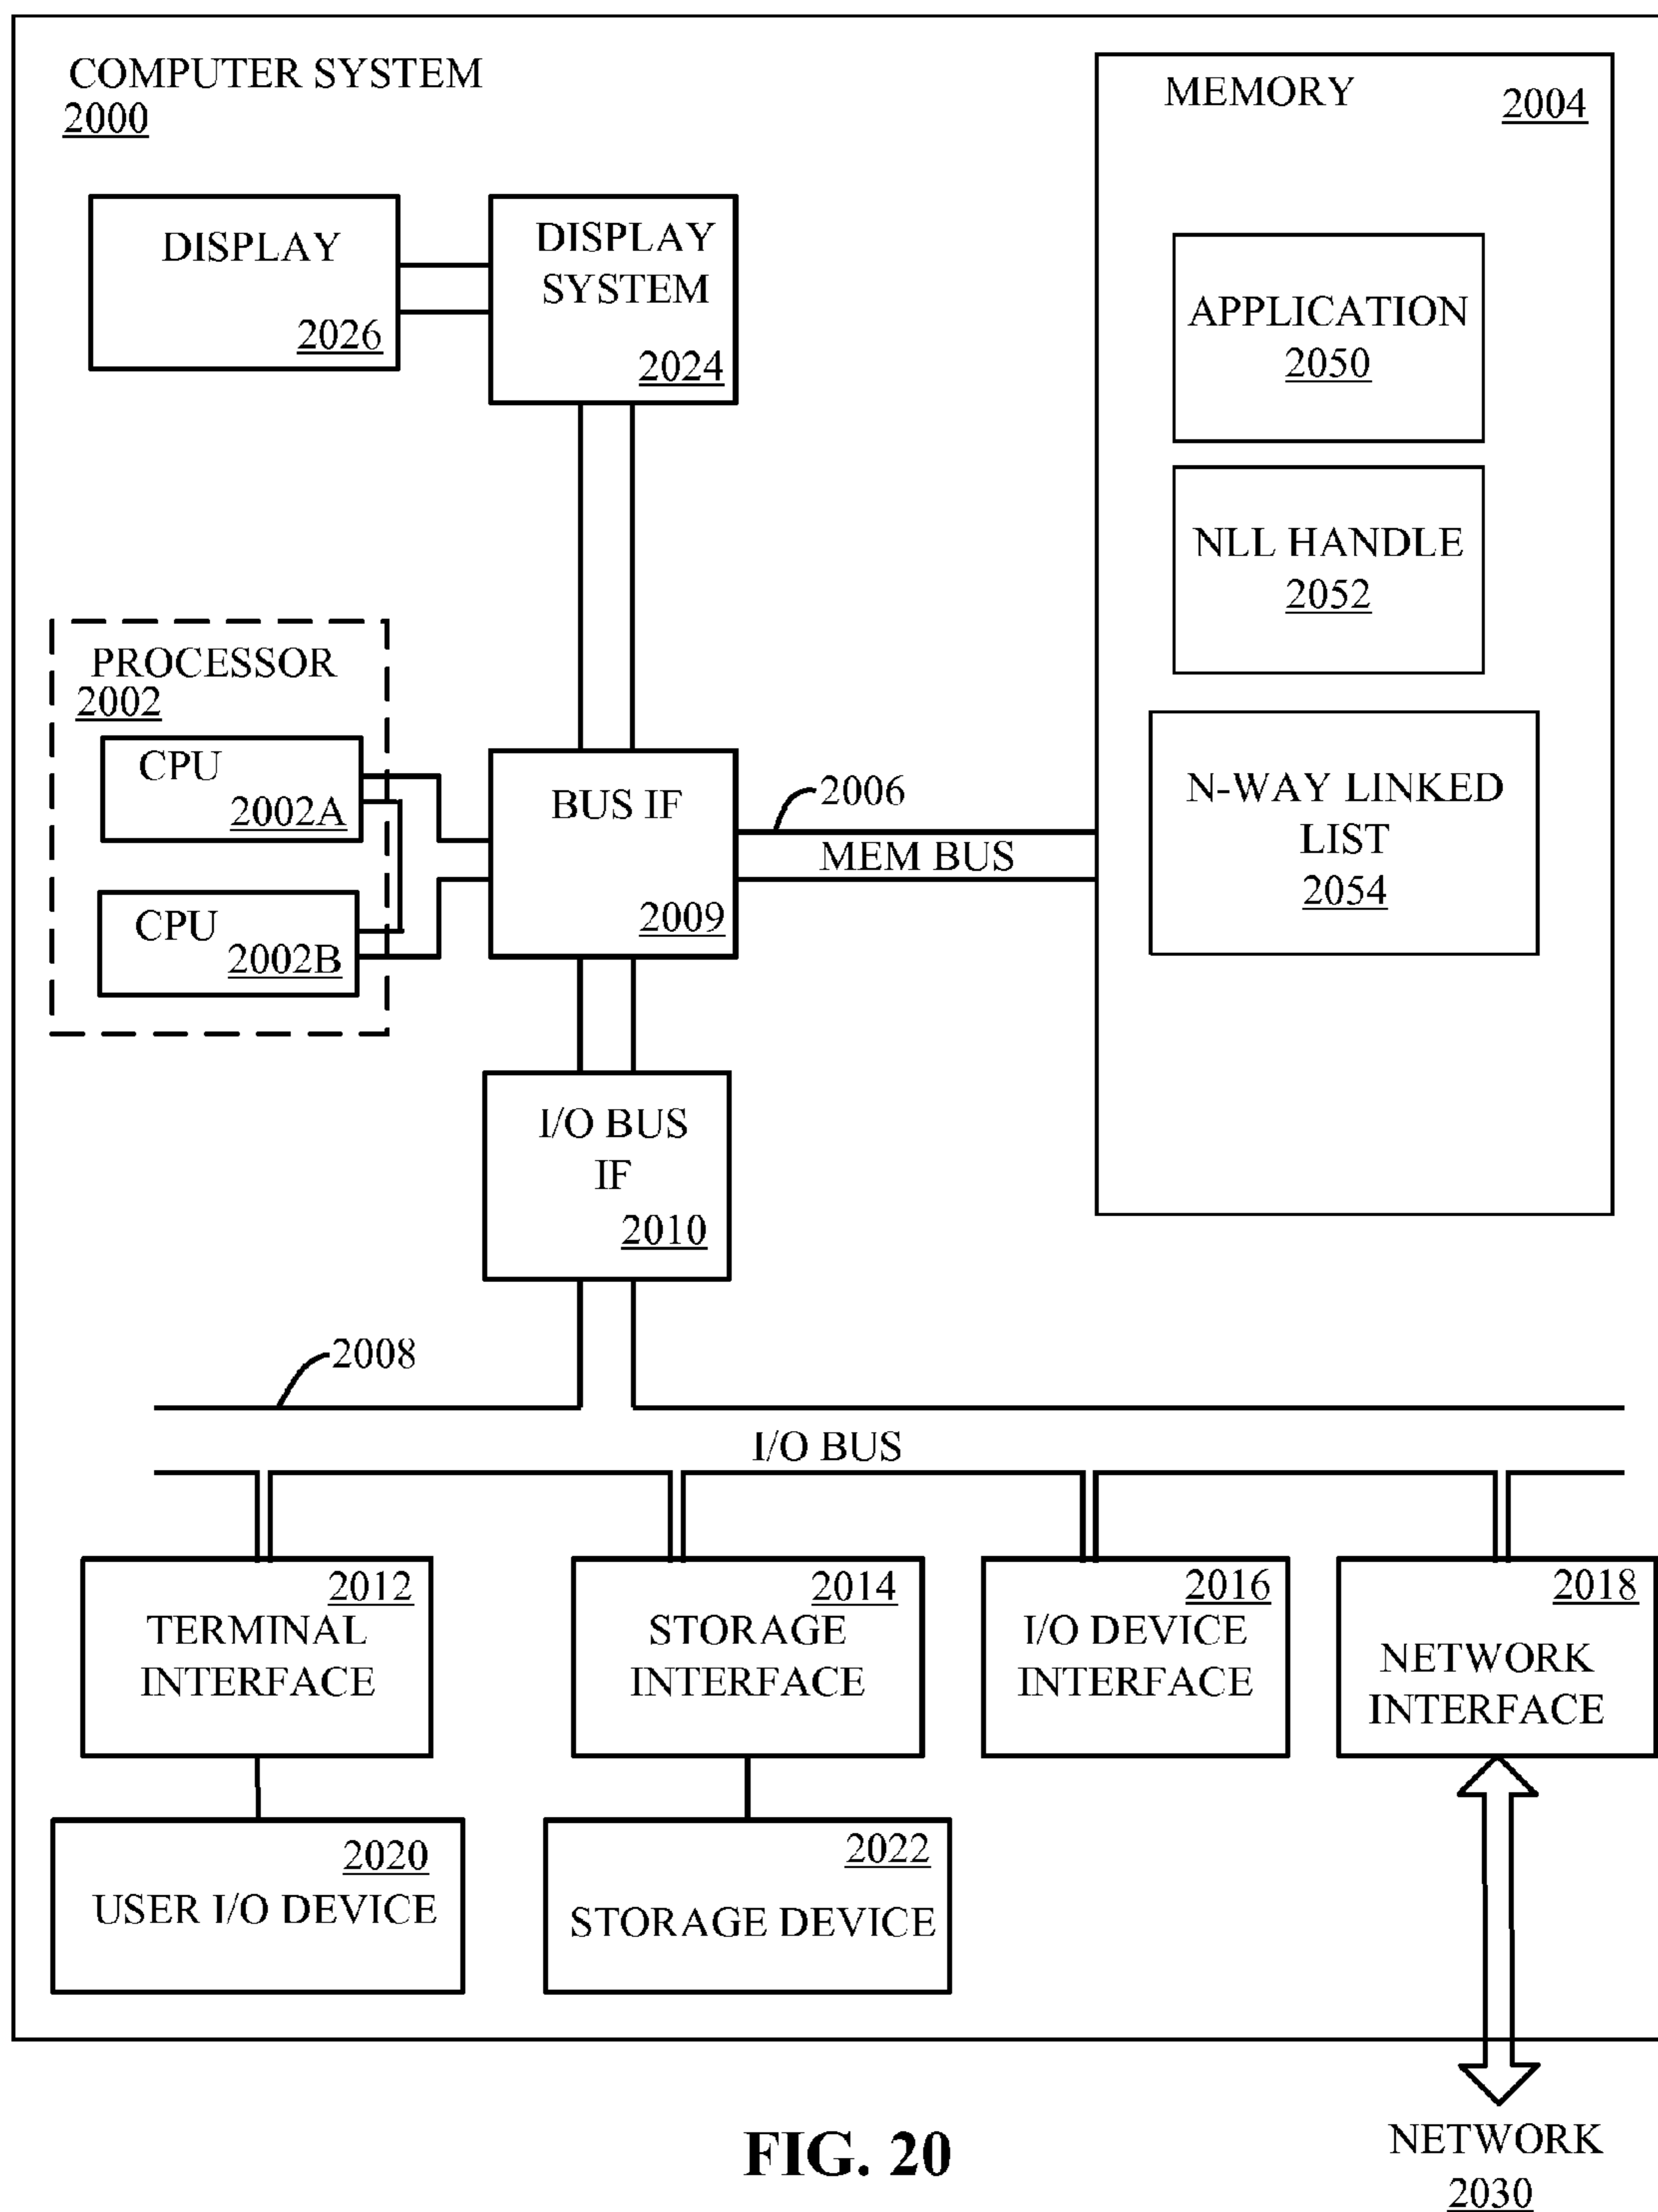 COMPUTER SYSTEM
2000
MEMORY
2004
DISPLAY
2026
DISPLAY
SYSTEM
2024
APPLICATION
2050
NLL HANDLE
2052
N-WAY LINKED
LIST
2054
PROCESSOR
2002
CPU
2002A
CPU
2002B
BUS IF
2009
2006
MEM BUS
I/O BUS
IF
2010
2008
I/O BUS
2012
TERMINAL
INTERFACE
2014
STORAGE
INTERFACE
2016
I/O DEVICE
INTERFACE
2018
NETWORK
INTERFACE
2020
USER I/O DEVICE
2022
STORAGE DEVICE
FIG. 20
NETWORK
2030